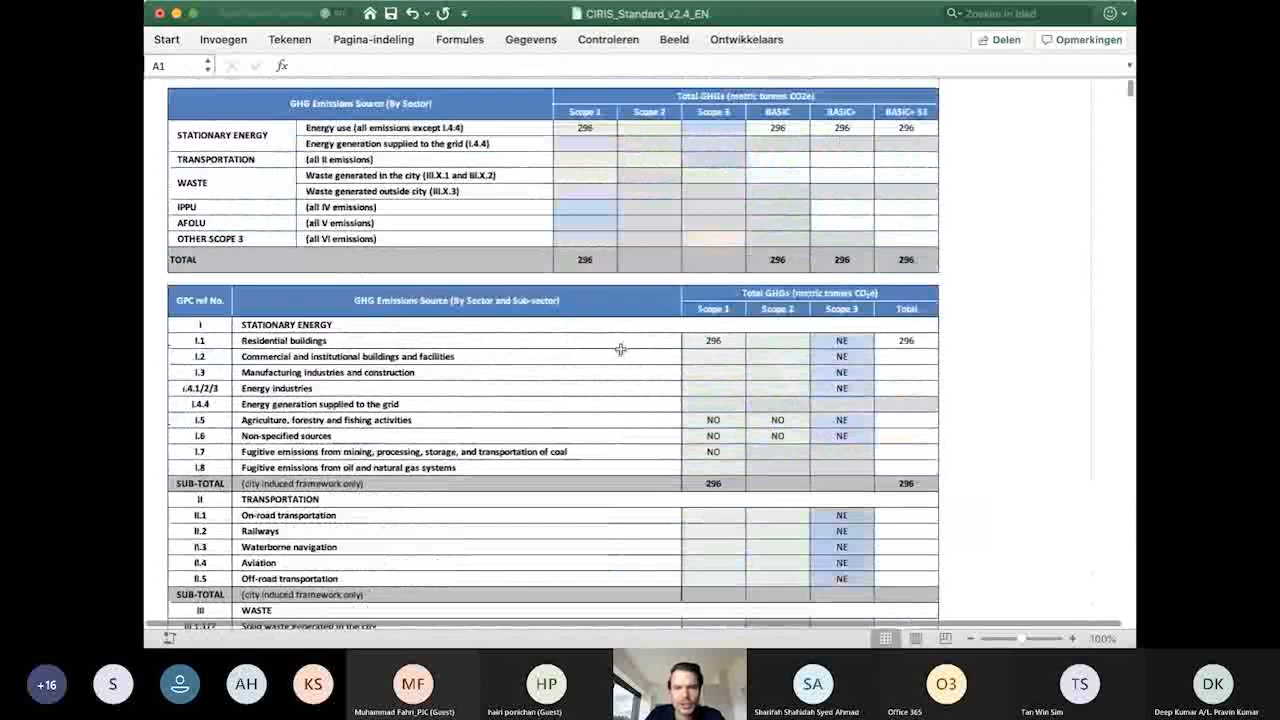 CIRIS_Standard_v2.4_EN
Zoeken in blad
Start Invoegen Tekenen Pagina-indeling Formules Gegevens Controleren Beeld Ontwikkelaars Delen Opmerkingen
A1 fx
GHG Emissions Source (By Sector) Total GHGs (metric tonnes CO2e)
Scope 1 Scope 2 Scope 3 BASIC BASIC+ BASIC+ S3
STATIONARY ENERGY Energy use (all emissions except I.4.4) 296 296 296 296
Energy generation supplied to the grid (I.4.4)
TRANSPORTATION (all II emissions)
WASTE Waste generated in the city (III.X.1 and III.X.2)
Waste generated outside city (III.X.3)
IPPU (all IV emissions)
AFOLU (all V emissions)
OTHER SCOPE 3 (all VI emissions)
TOTAL 296 296 296 296
GPC ref No. GHG Emissions Source (By Sector and Sub-sector) Total GHGs (metric tonnes CO2e)
Scope 1 Scope 2 Scope 3 Total
I STATIONARY ENERGY
I.1 Residential buildings 296 NE 296
I.2 Commercial and institutional buildings and facilities NE
I.3 Manufacturing industries and construction NE
I.4.1/2/3 Energy industries NE
I.4.4 Energy generation supplied to the grid
I.5 Agriculture, forestry and fishing activities NO NO NE
I.6 Non-specified sources NO NO NE
I.7 Fugitive emissions from mining, processing, storage, and transportation of coal NO
I.8 Fugitive emissions from oil and natural gas systems
SUB-TOTAL (city induced framework only) 296 296
II TRANSPORTATION
II.1 On-road transportation NE
II.2 Railways NE
II.3 Waterborne navigation NE
II.4 Aviation NE
II.5 Off-road transportation NE
SUB-TOTAL (city induced framework only)
III WASTE
III.1.1/2 Solid waste generated in the city
100%
+16 S AH KS MF HP SA O3 TS DK
Muhammad Fahri_PJC (Guest) hairi ponichan (Guest) Sharifah Shahidah Syed Ahmad Office 365 Tan Win Sim Deep Kumar A/L. Pravin Kumar